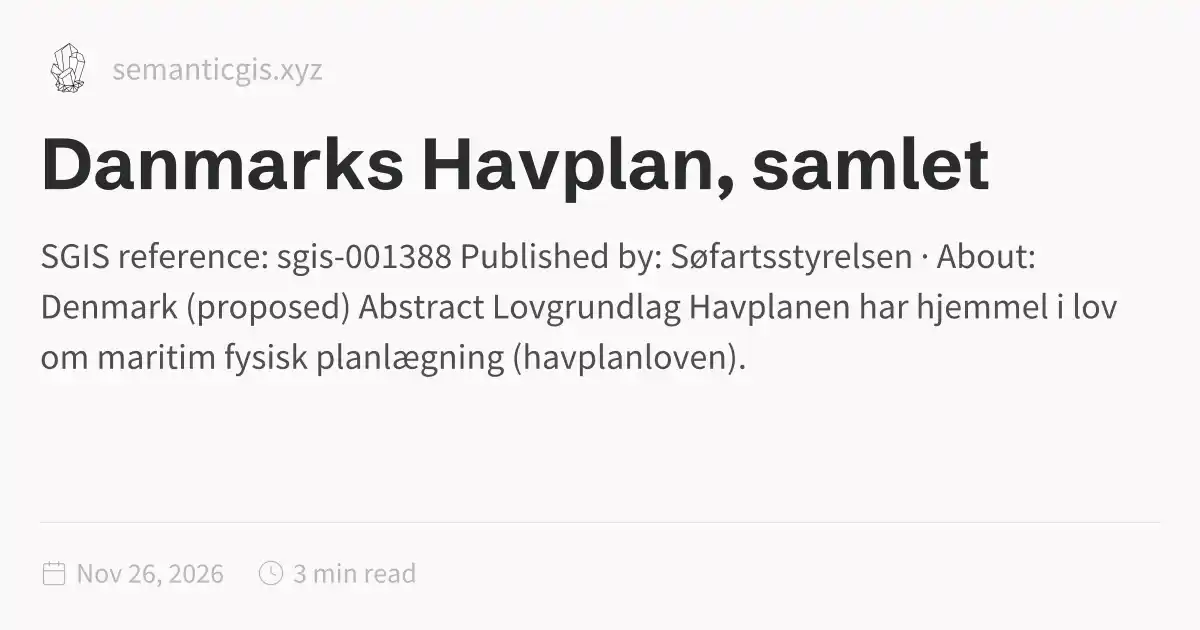 semanticgis.xyz
Danmarks Havplan, samlet
SGIS reference: sgis-001388 Published by: Søfartsstyrelsen · About:
Denmark (proposed) Abstract Lovgrundlag Havplanen har hjemmel i lov
om maritim fysisk planlægning (havplanloven).
Nov 26, 2026 3 min read